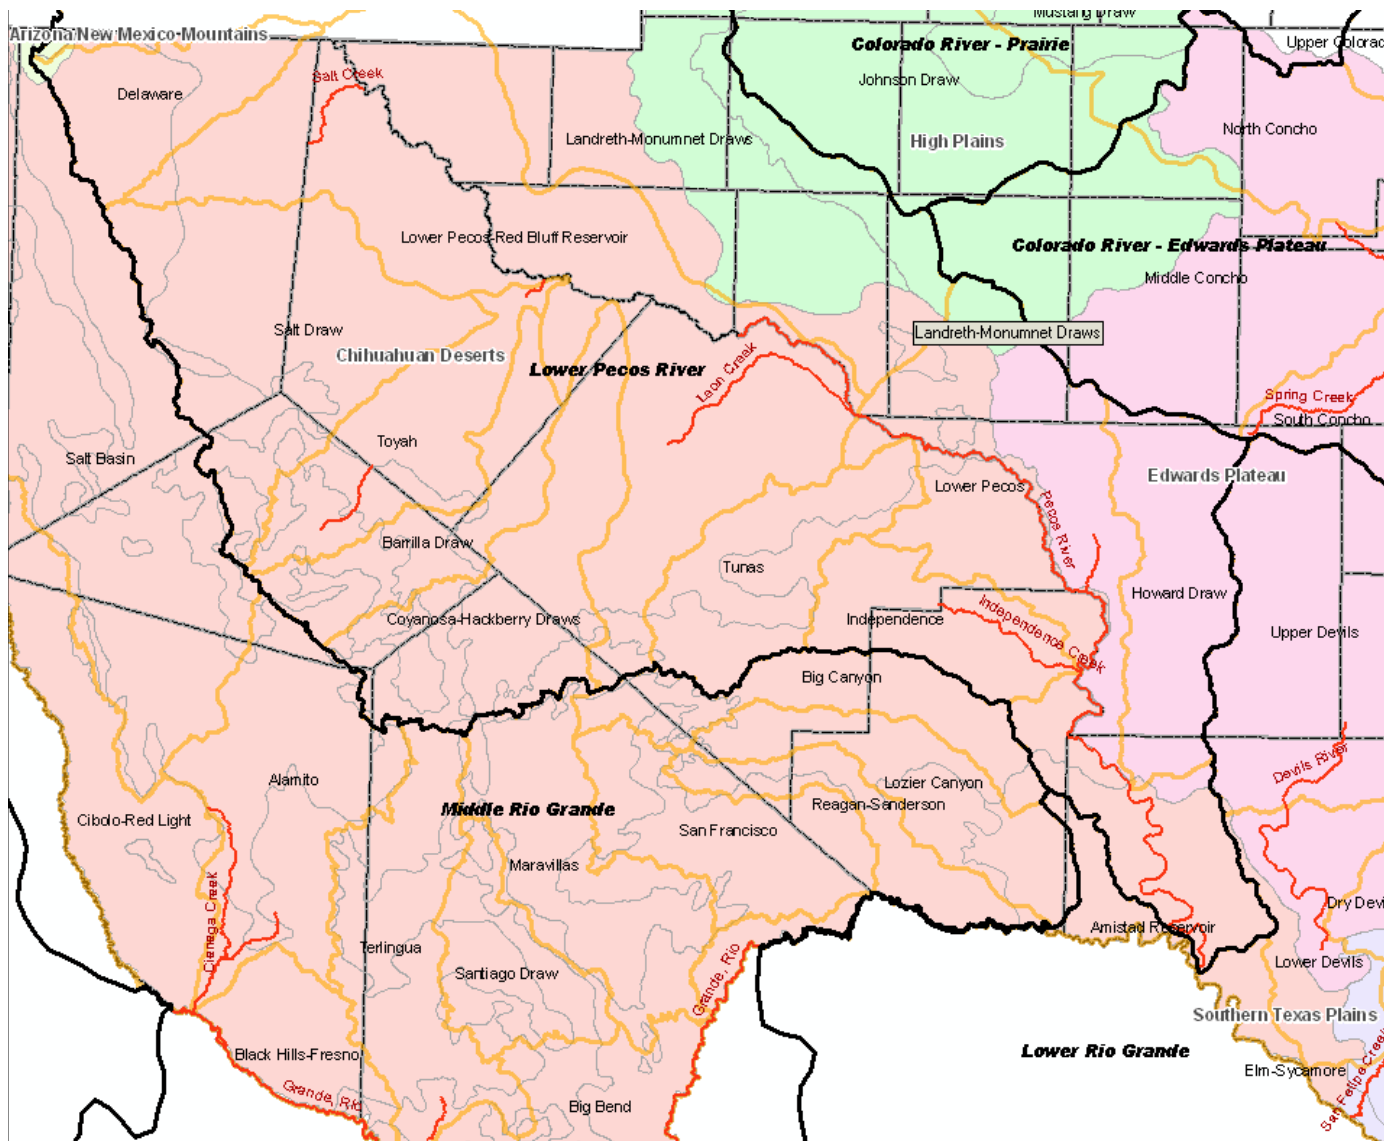 Mustang Draw
Arizona New Mexico-Mountains
Colorado River - Prairie
Upper Colorad
Salt Creek
Johnson Draw
Delaware
North Concho
Landreth-Monumnet Draws
High Plains
Lower Pecos-Red Bluff Reservoir
Colorado River - Edwards Plateau
Middle Concho
Salt Draw
Landreth-Monumnet Draws
Chihuahuan Deserts
Lower Pecos River
Laon Creek
Spring Creek
South Concho
Toyah
Salt Basin
Edwards Plateau
Lower Pecos
Pecos River
Barrilla Draw
Tunas
Howard Draw
Coyanosa-Hackberry Draws
Independence
Independence Creek
Upper Devils
Big Canyon
Devils River
Alamito
Lozier Canyon
Middle Rio Grande
Reagan-Sanderson
Cibolo-Red Light
San Francisco
Maravillas
Cienega Creek
Dry Devi
Amistad Reservoir
Terlingua
Santiago Draw
Grande, Rio
Lower Devils
Southern Texas Plains
Lower Rio Grande
Black Hills-Fresno
Elm-Sycamore
Grande, Rio
San Felipe Creek
Big Bend